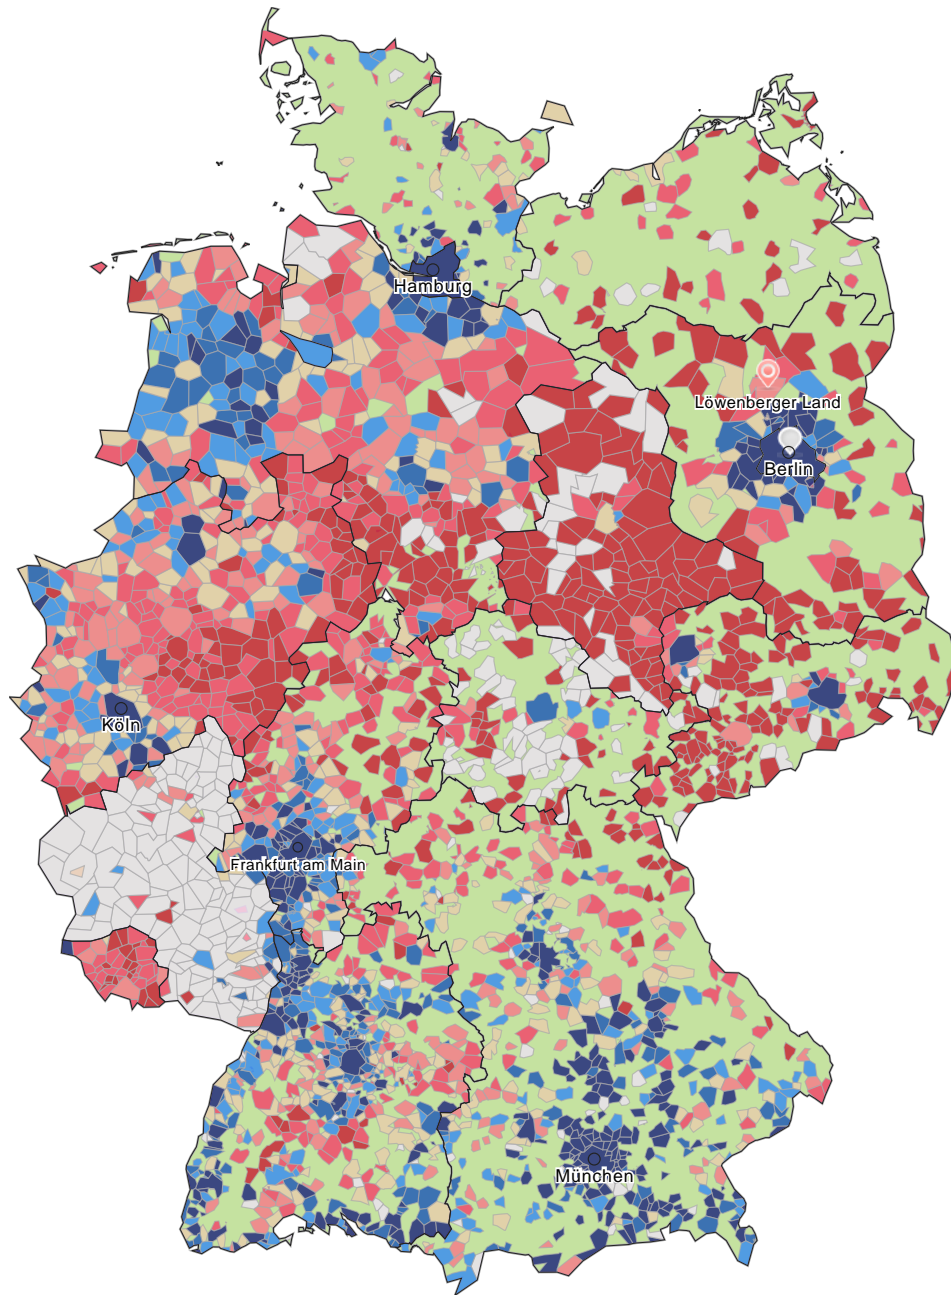 Hamburg
Löwenberger Land
Berlin
Köln
Frankfurt am Main
München